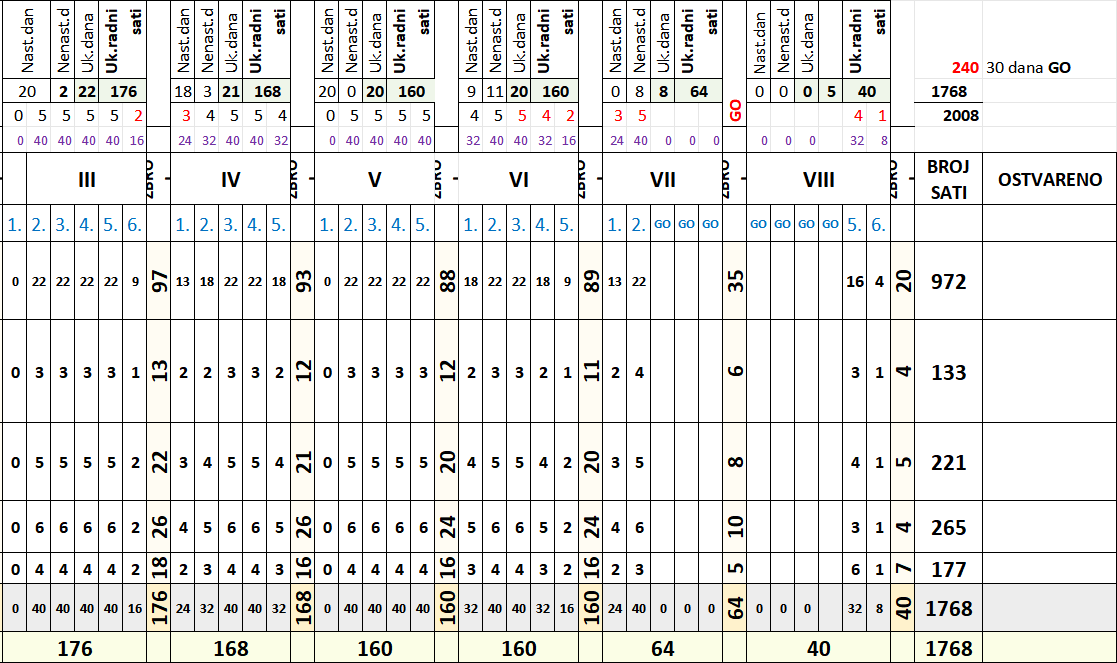 Nast.dan Nenast.d Uk.dana Uk.radni sati Nast.dan Nenast.d Uk.dana Uk.radni sati Nast.dan Nenast.d Uk.dana Uk.radni sati Nast.dan Nenast.d Uk.dana Uk.radni sati Nast.dan Nenast.d Uk.dana Uk.radni sati Nast.dan Nenast.d Uk.dana Uk.radni sati 240 30 dana GO
20 2 22 176 18 3 21 168 20 0 20 160 9 11 20 160 0 8 8 64 0 0 0 5 40 1768
0 5 5 5 5 2 3 4 5 5 4 0 5 5 5 5 4 5 5 4 2 3 5 GO 4 1 2008
0 40 40 40 40 16 24 32 40 40 32 0 40 40 40 40 32 40 40 32 16 24 40 0 0 0 0 0 0 32 8
III ZBRO - IV ZBRO - V ZBRO - VI ZBRO - VII ZBRO - VIII ZBRO - BROJ SATI OSTVARENO
1. 2. 3. 4. 5. 6. 1. 2. 3. 4. 5. 1. 2. 3. 4. 5. 1. 2. 3. 4. 5. 1. 2. GO GO GO GO GO GO GO 5. 6.
0 22 22 22 22 9 97 13 18 22 22 18 93 0 22 22 22 22 88 18 22 22 18 9 89 13 22 35 16 4 20 972
0 3 3 3 3 1 13 2 2 3 3 2 12 0 3 3 3 3 12 2 3 3 2 1 11 2 4 6 3 1 4 133
0 5 5 5 5 2 22 3 4 5 5 4 21 0 5 5 5 5 20 4 5 5 4 2 20 3 5 8 4 1 5 221
0 6 6 6 6 2 26 4 5 6 6 5 26 0 6 6 6 6 24 5 6 6 5 2 24 4 6 10 3 1 4 265
0 4 4 4 4 2 18 2 3 4 4 3 16 0 4 4 4 4 16 3 4 4 3 2 16 2 3 5 6 1 7 177
0 40 40 40 40 16 176 24 32 40 40 32 168 0 40 40 40 40 160 32 40 40 32 16 160 24 40 0 0 0 64 0 0 0 32 8 40 1768
176 168 160 160 64 40 1768